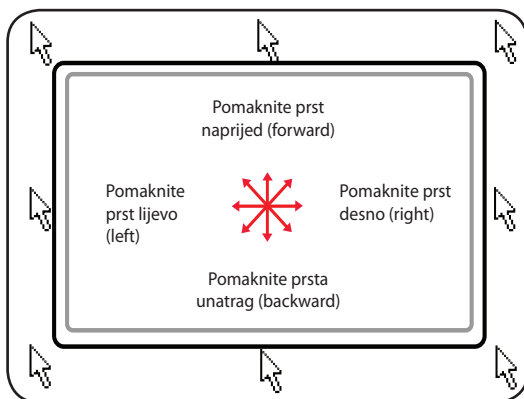 Pomaknite prst
naprijed (forward)
Pomaknite
prst lijevo
(left)
Pomaknite prst
desno (right)
Pomaknite prsta
unatrag (backward)